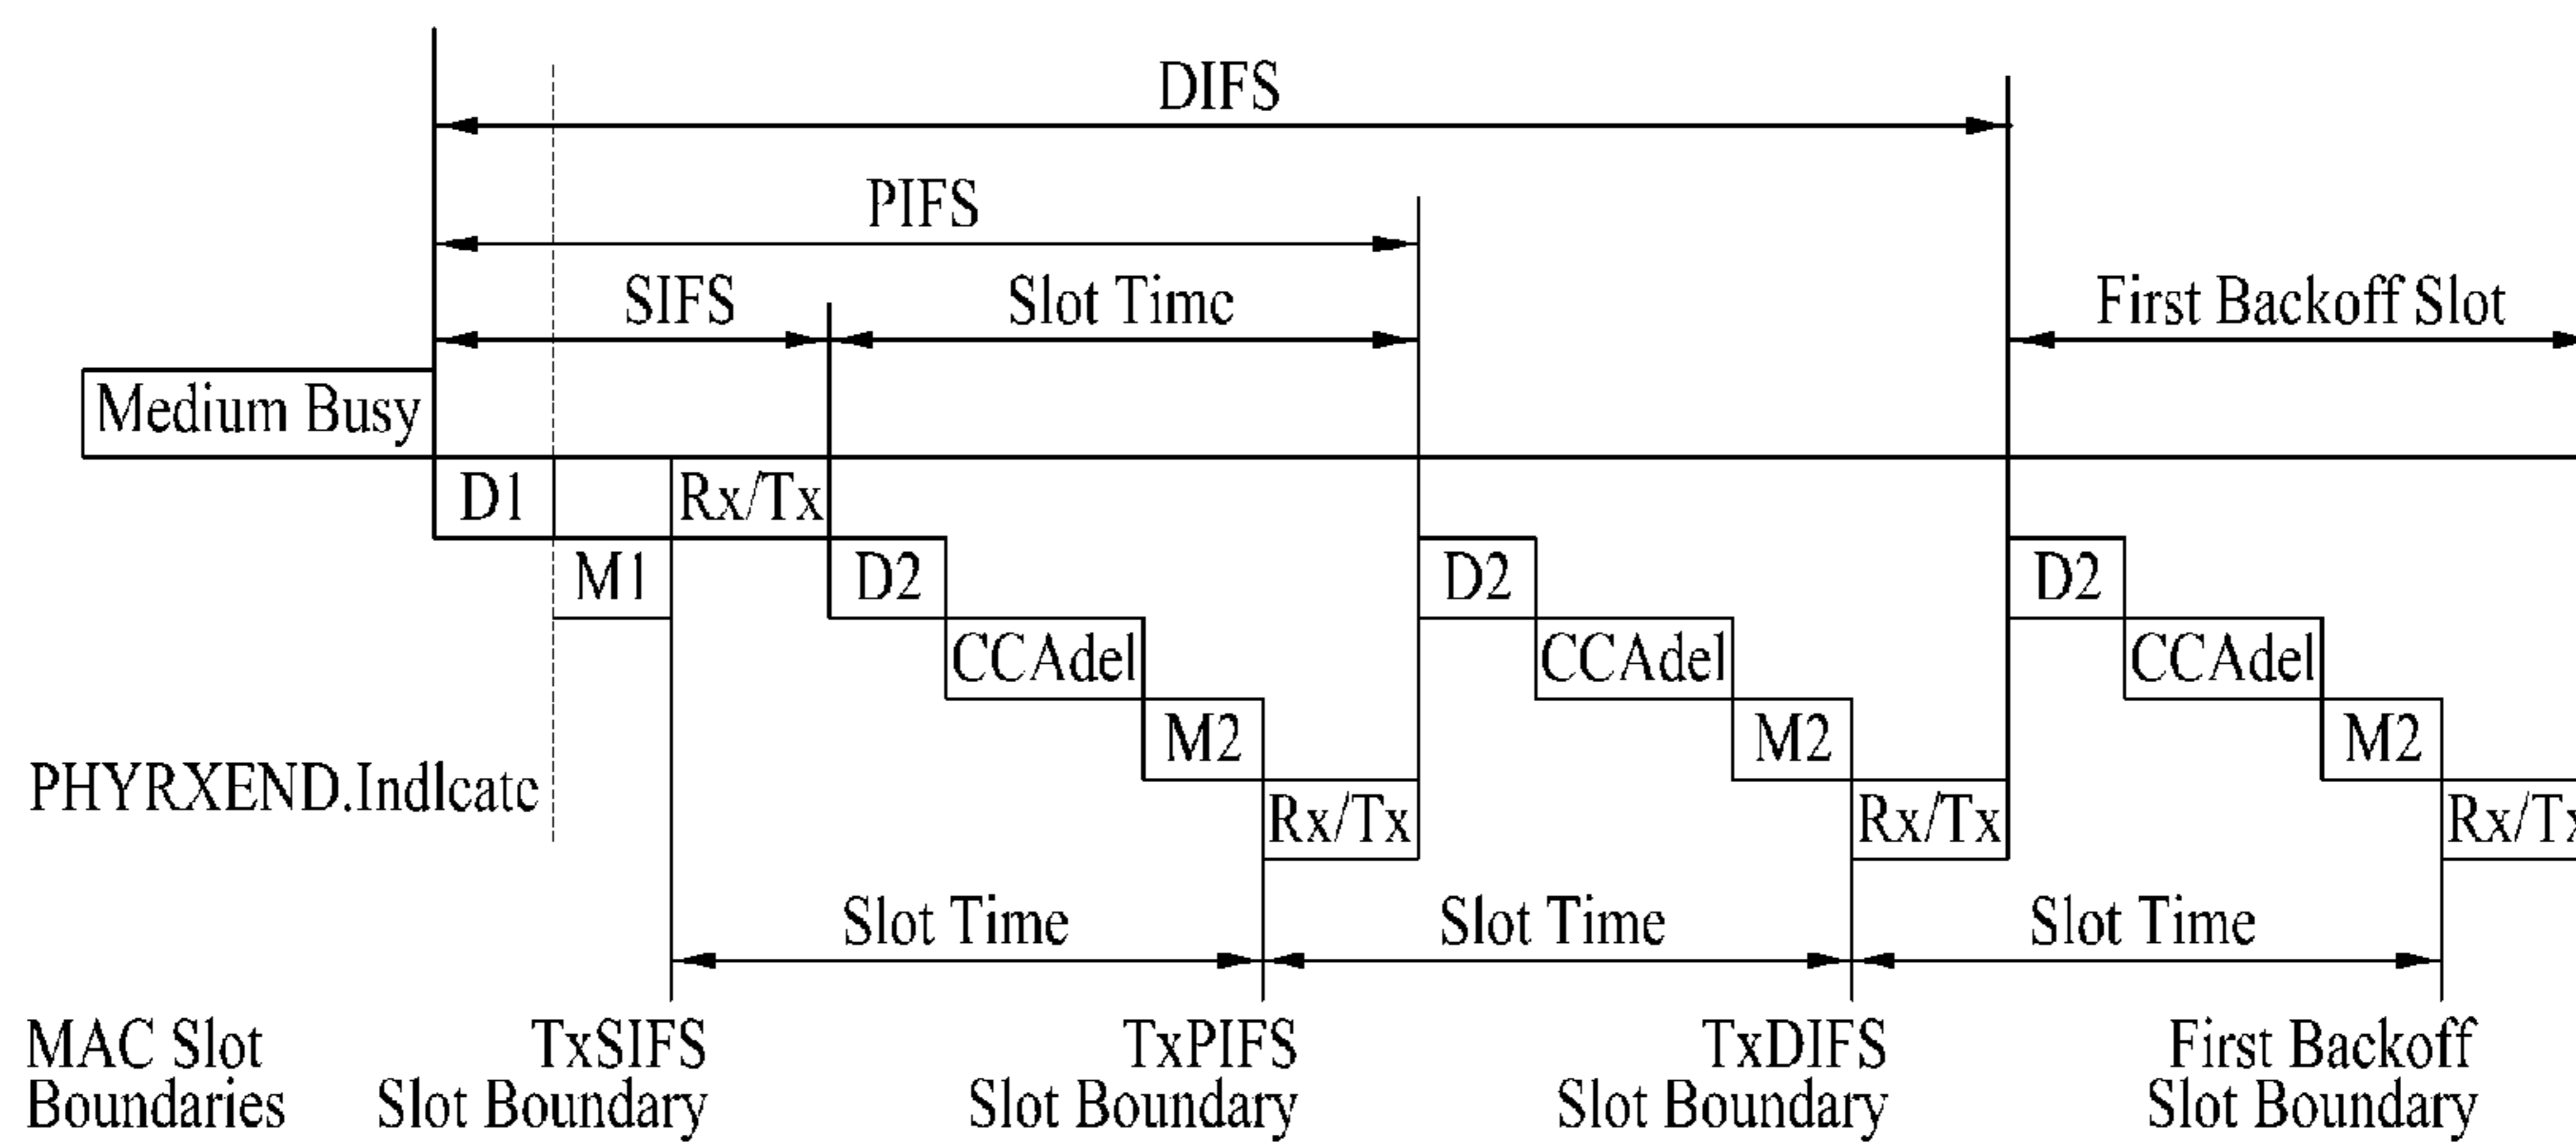 DIFS
PIFS
SIFS
Slot Timc
First Backoff Slot
Medium Busy
D1
Rx/Tx
M1
D2
D2
D2
CCAdel
CCAdel
CCAdel
M2
M2
M2
PHYRXEND.Indlcatc
Rx/Tx
Rx/Tx
Rx/Tx
Slot Time
Slot Time
Slot Time
MAC Slot
Boundaries
TxSIFS
Slot Boundary
TxPIFS
Slot Boundary
TxDIFS
Slot Boundary
First Backoff
Slot Boundary